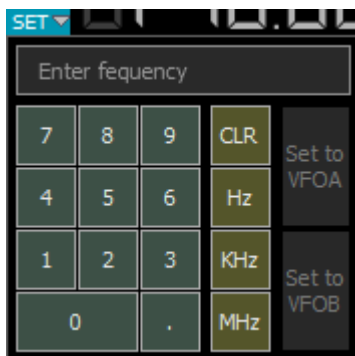 SET
Enter fequency
7 8 9 CLR
Set to
VFOA
4 5 6 Hz
1 2 3 KHz
Set to
VFOB
0 . MHz